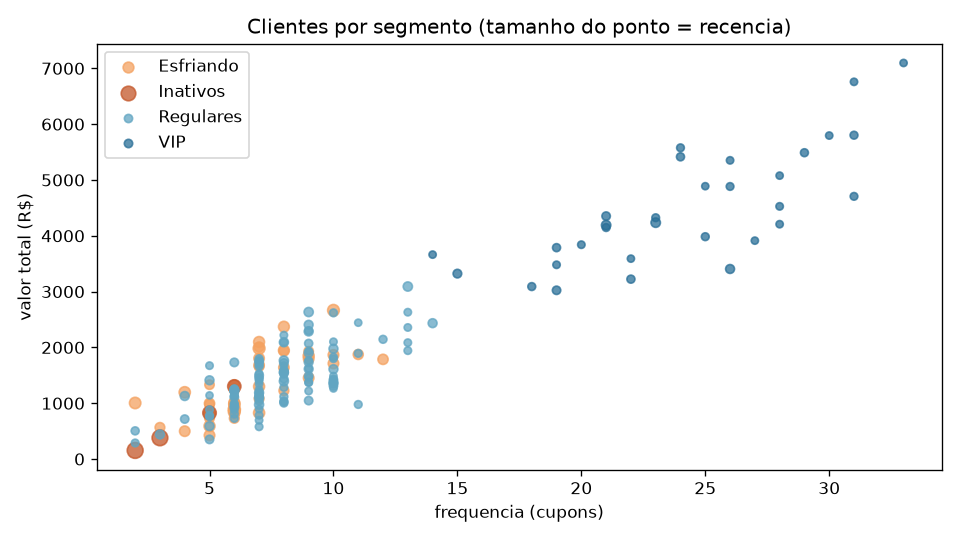 Clientes por segmento (tamanho do ponto = recencia)
Esfriando
Inativos
Regulares
VIP
valor total (R$)
7000
6000
5000
4000
3000
2000
1000
0
5
10
15
20
25
30
frequencia (cupons)